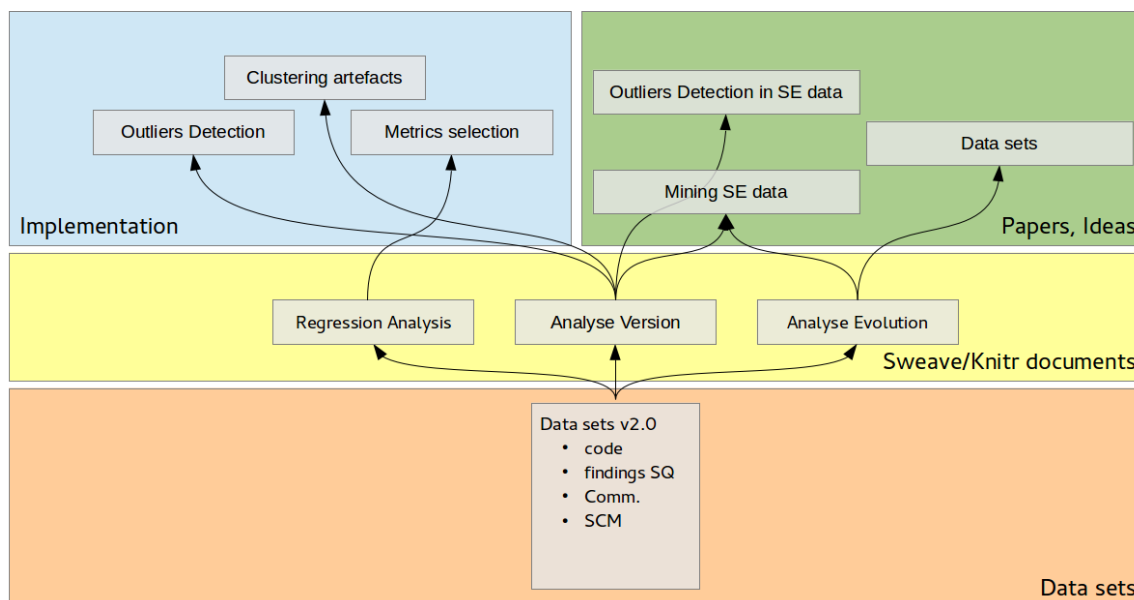 Clustering artefacts
Outliers Detection
Metrics selection
Implementation
Outliers Detection in SE data
Data sets
Mining SE data
Papers, Ideas
Regression Analysis
Analyse Version
Analyse Evolution
Sweave/Knitr documents
Data sets v2.0
• code
• findings SQ
• Comm.
• SCM
Data sets